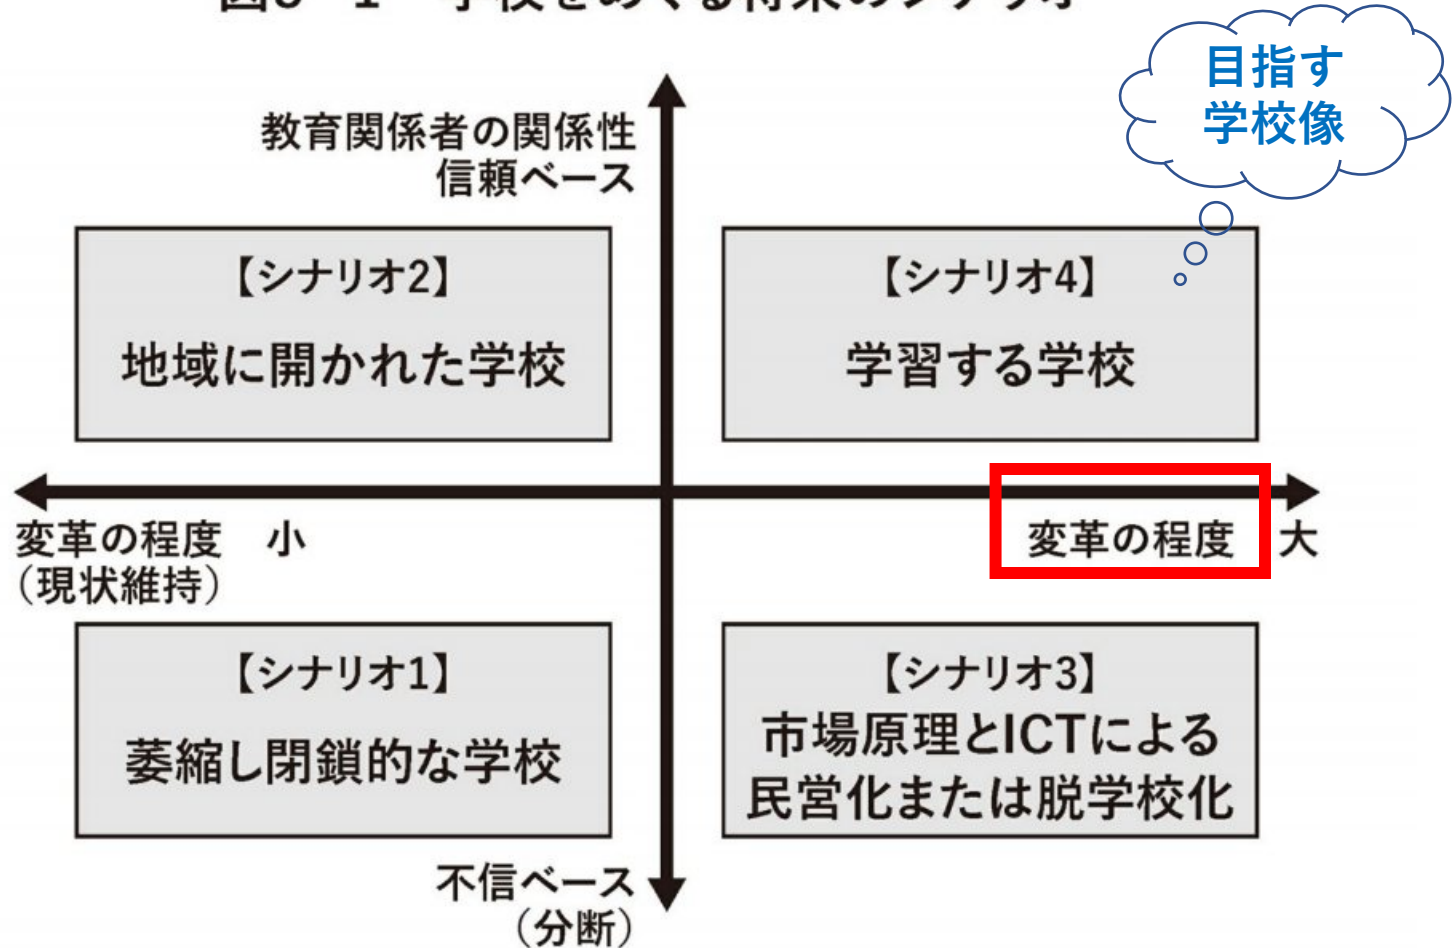 目指す
学校像
教育関係者の関係性
信頼ベース
【シナリオ2】
地域に開かれた学校
【シナリオ4】
学習する学校
変革の程度 小
（現状維持）
変革の程度 大
【シナリオ1】
萎縮し閉鎖的な学校
【シナリオ3】
市場原理とICTによる
民営化または脱学校化
不信ベース
（分断）